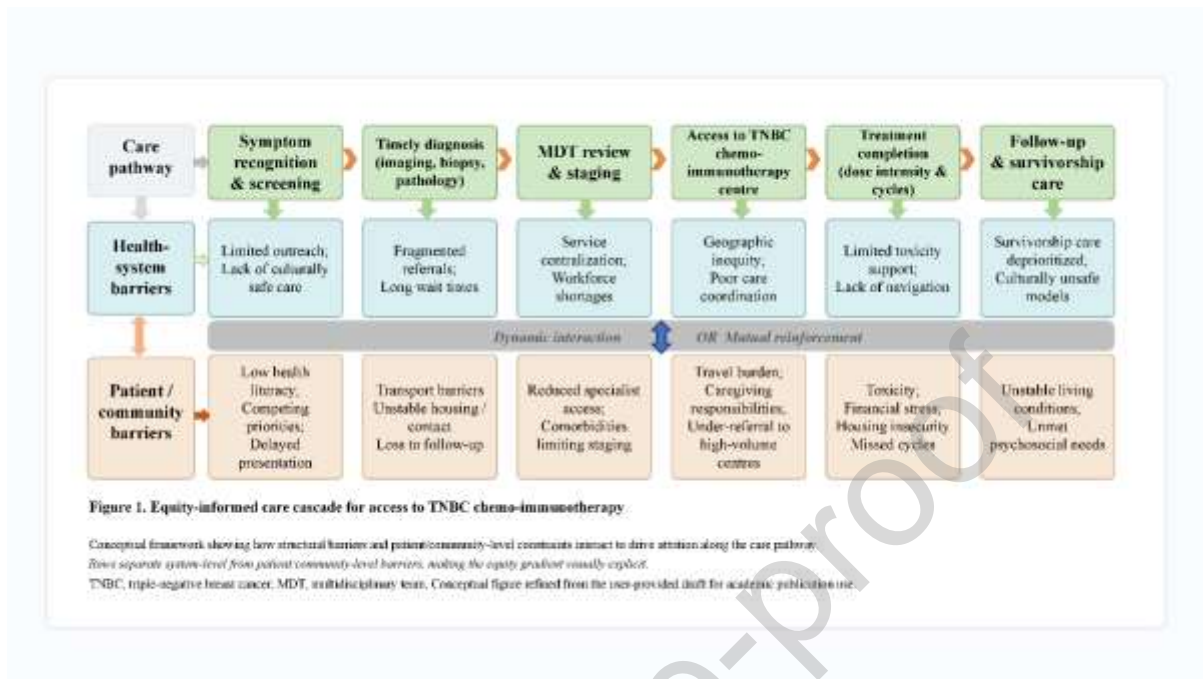 Care
pathway
Symptom
recognition
& screening
Timely diagnosis
(imaging, biopsy,
pathology)
MDT review
& staging
Access to TNBC
chemo-
immunotherapy
centre
Treatment
completion
(dose intensity &
cycles)
Follow-up
& survivorship
care
Health-
system
barriers
Limited outreach;
Lack of culturally
safe care
Fragmented
referrals;
Long wait times
Service
centralization;
Workforce
shortages
Geographic
inequity,
Poor care
coordination
Limited toxicity
support;
Lack of navigation
Survivorship care
deprioritized,
Culturally unsafe
models
Dynamic interaction
OR Mutual reinforcement
Patient /
community
barriers
Low health
literacy;
Competing
priorities;
Delayed
presentation
Transport barriers
Unstable housing /
contact
Loss to follow-up
Reduced specialist
access;
Comorbidities
limiting staging
Travel burden,
Caregiving
responsibilities,
Under-referral to
high-volume
centres
Toxicity,
Financial stress,
Housing insecurity
Missed cycles
Unstable living
conditions,
Unmet
psychosocial needs
Figure 1. Equity-informed care cascade for access to TNBC chemo-immunotherapy
Conceptual framework showing how structural barriers and patient/community-level constraints interact to drive attrition along the care pathway.
Rows separate system-level from patient/community-level barriers, making the equity gradient visually explicit.
TNBC, triple-negative breast cancer, MDT, multidisciplinary team, Conceptual figure refined from the user-provided draft for academic publication use.
e-proof